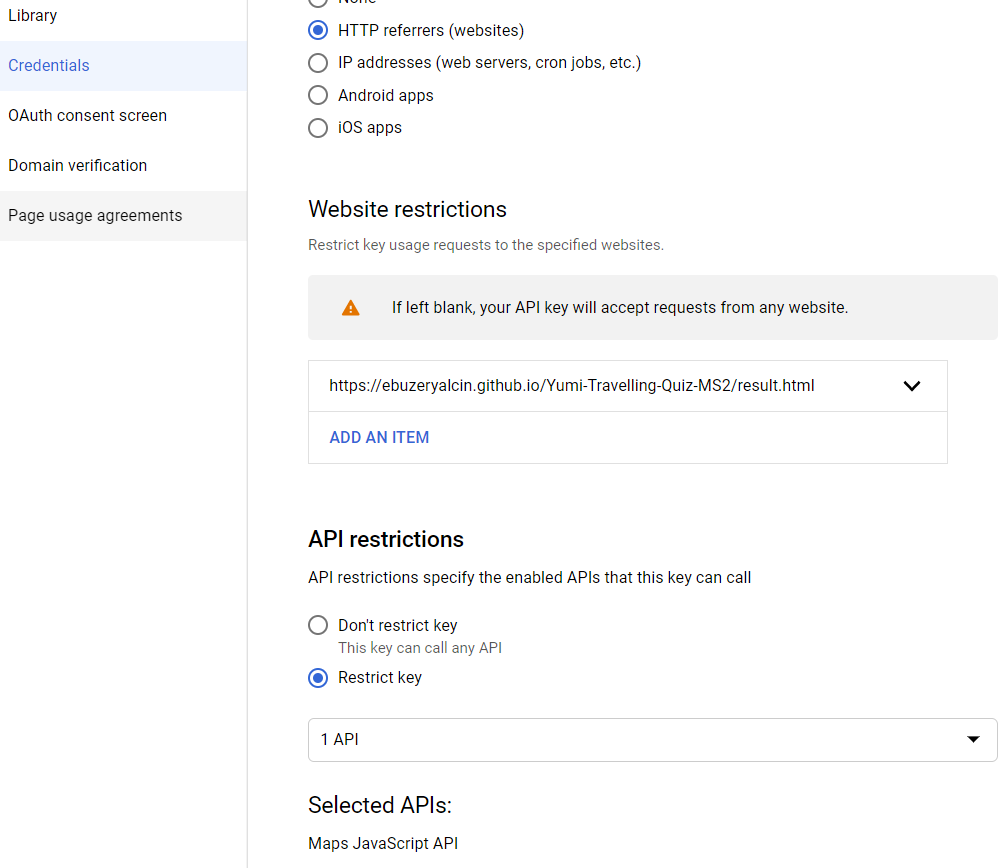 Library
Credentials
OAuth consent screen
Domain verification
Page usage agreements
None
HTTP referrers (websites)
IP addresses (web servers, cron jobs, etc.)
Android apps
iOS apps
Website restrictions
Restrict key usage requests to the specified websites.
If left blank, your API key will accept requests from any website.
https://ebuzeryalcin.github.io/Yumi-Travelling-Quiz-MS2/result.html
ADD AN ITEM
API restrictions
API restrictions specify the enabled APIs that this key can call
Don't restrict key
This key can call any API
Restrict key
1 API
Selected APIs:
Maps JavaScript API